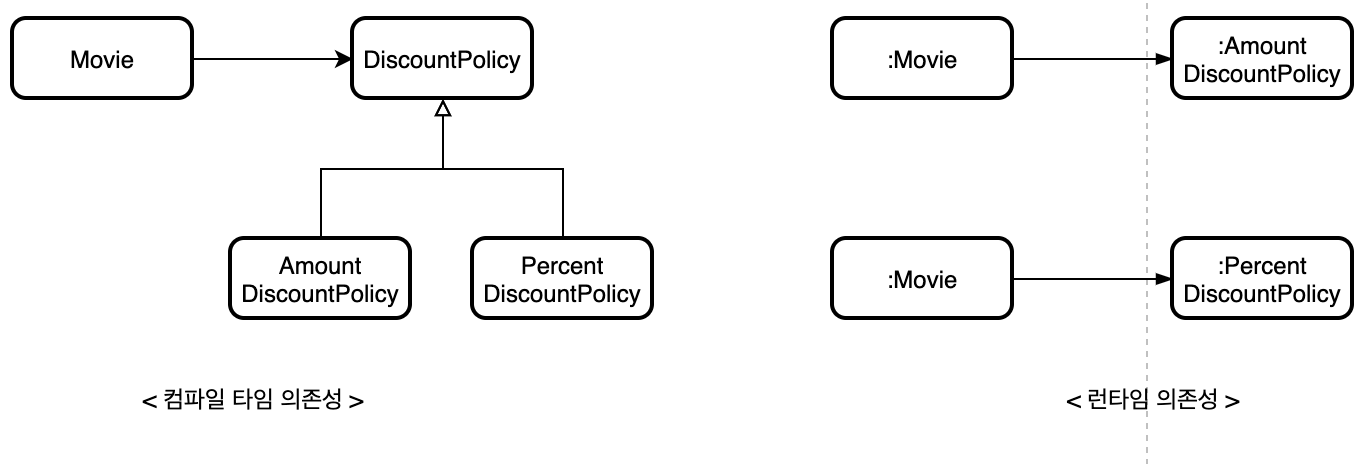 Movie
DiscountPolicy
Amount
DiscountPolicy
Percent
DiscountPolicy
< 컴파일 타임 의존성 >
:Movie
:Amount
DiscountPolicy
:Movie
:Percent
DiscountPolicy
< 런타임 의존성 >